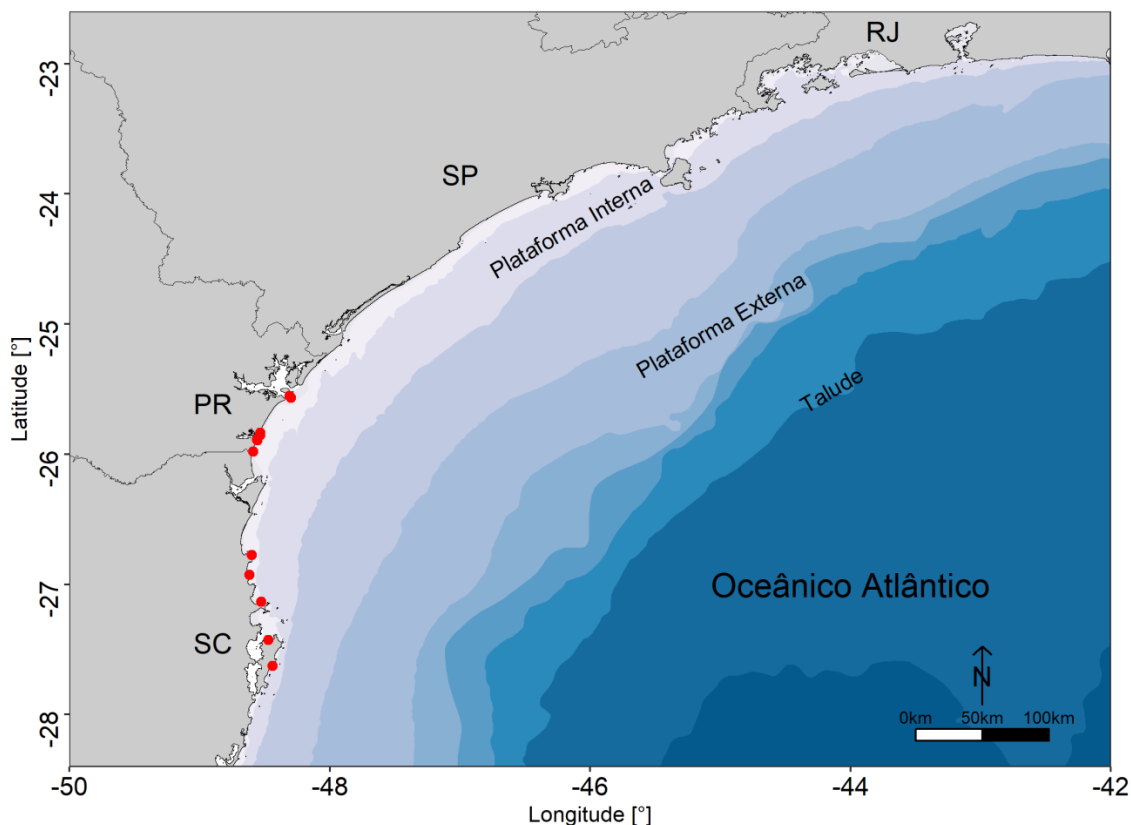 RJ
-23
SP
-24
Plataforma Interna
-25
Plataforma Externa
Talude
PR
-26
-27
Oceânico Atlântico
SC
-28
N
0km 50km 100km
-50 -48 -46 -44 -42
Latitude [°]
Longitude [°]